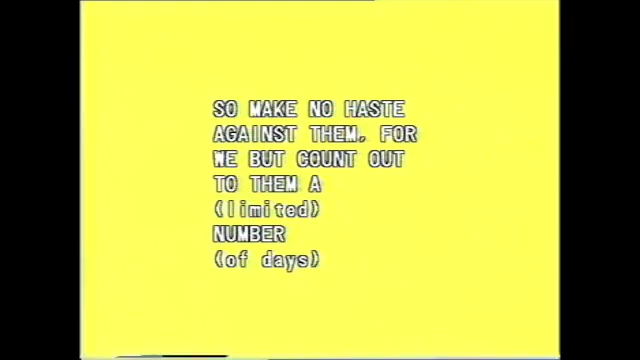 SO MAKE NO HASTE
AGAINST THEM, FOR
WE BUT COUNT OUT
TO THEM A
(limited)
NUMBER
(of days)